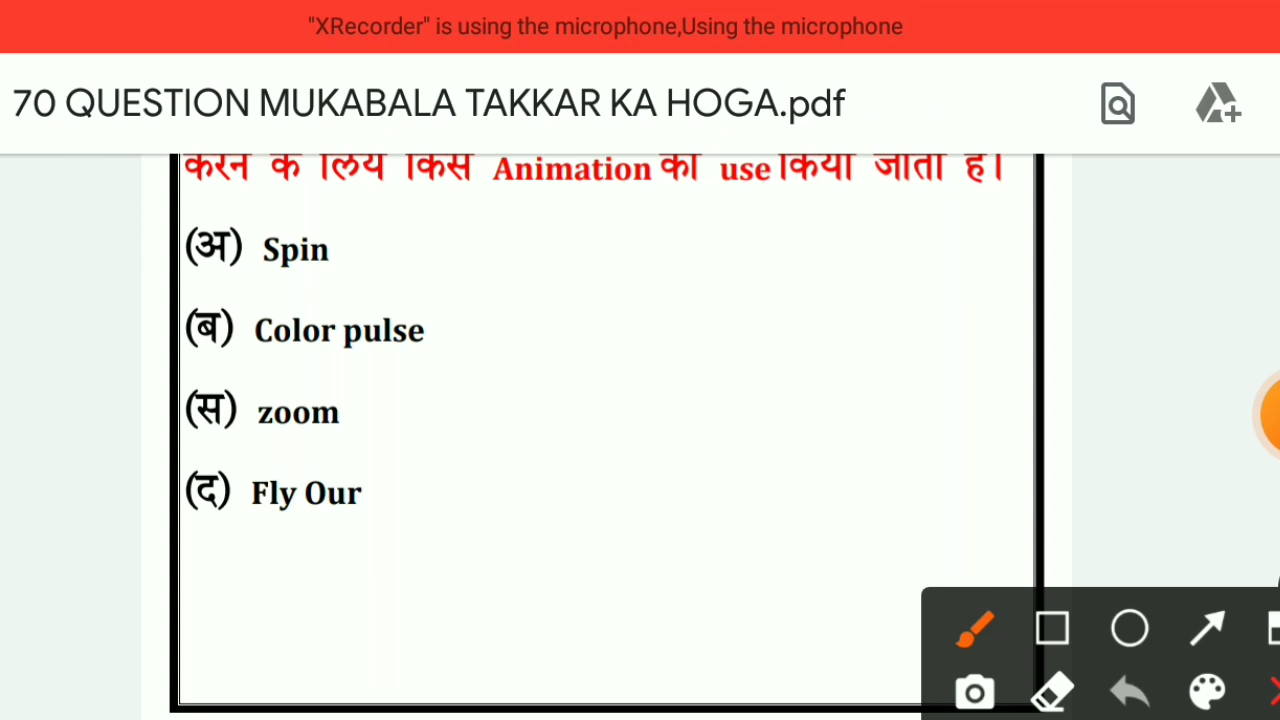 "XRecorder" is using the microphone,Using the microphone
70 QUESTION MUKABALA TAKKAR KA HOGA.pdf
करने के लिये किस Animation का use किया जाता है।
(अ) Spin
(ब) Color pulse
(स) zoom
(द) Fly Our